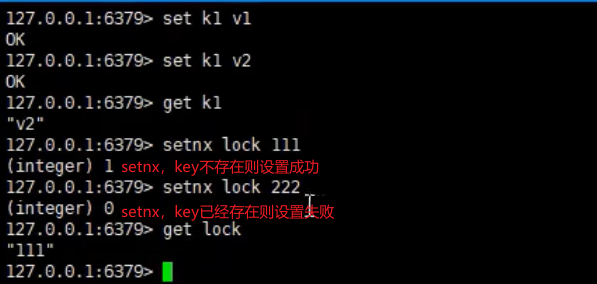 127.0.0.1:6379> set k1 v1
OK
127.0.0.1:6379> set k1 v2
OK
127.0.0.1:6379> get k1
"v2"
127.0.0.1:6379> setnx lock 111
(integer) 1 setnx，key不存在则设置成功
127.0.0.1:6379> setnx lock 222
(integer) 0 setnx，key已经存在则设置失败
127.0.0.1:6379> get lock
"111"
127.0.0.1:6379>